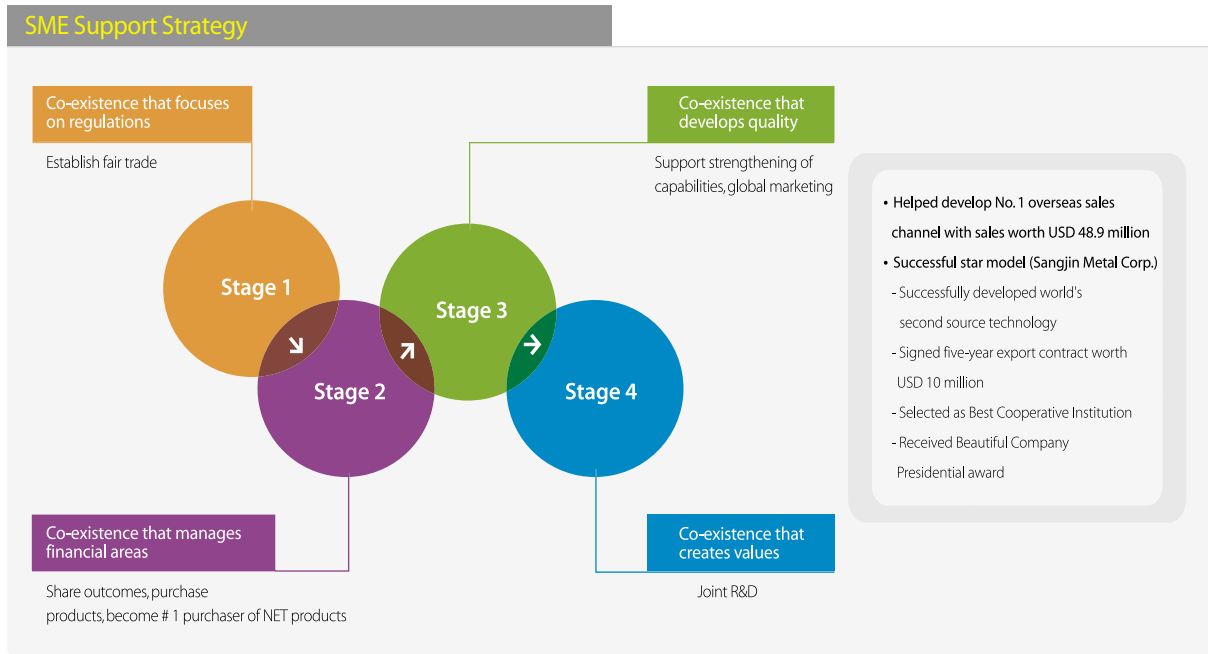 SME Support Strategy
Co-existence that focuses
on regulations
Establish fair trade
Co-existence that
develops quality
Support strengthening of
capabilities, global marketing
Stage 1
Stage 2
Stage 3
Stage 4
Co-existence that manages
financial areas
Share outcomes, purchase
products, become # 1 purchaser of NET products
Co-existence that
creates values
Joint R&D
• Helped develop No. 1 overseas sales
channel with sales worth USD 48.9 million
• Successful star model (Sangjin Metal Corp.)
- Successfully developed world's
second source technology
- Signed five-year export contract worth
USD 10 million
- Selected as Best Cooperative Institution
- Received Beautiful Company
Presidential award